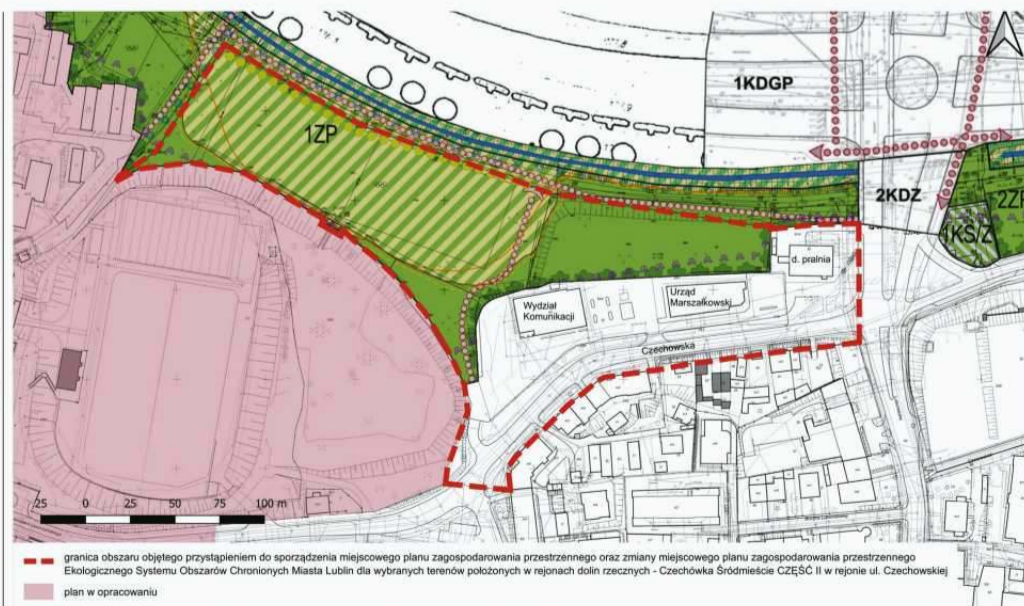 1KDGP
1ZP
2KDZ
1KS/Z
2ZP
d. pralnia
Urząd
Marszałkowski
Wydział
Komunikacji
Czechowska
25 0 25 50 75 100 m
granica obszaru objętego przystąpieniem do sporządzenia miejscowego planu zagospodarowania przestrzennego oraz zmiany miejscowego planu zagospodarowania przestrzennego
Ekologicznego Systemu Obszarów Chronionych Miasta Lublin dla wybranych terenów położonych w rejonach dolin rzecznych - Czechówka Śródmieście CZĘŚĆ II w rejonie ul. Czechowskiej
plan w opracowaniu